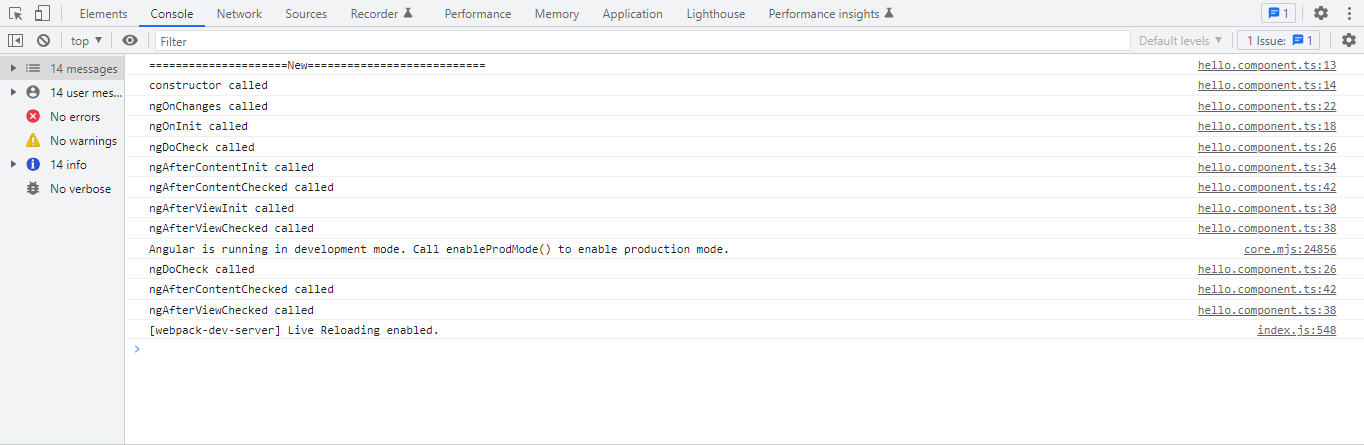 Elements Console Network Sources Recorder Performance Memory Application Lighthouse Performance insights 1
top Filter Default levels 1 Issue: 1
14 messages
14 user mes...
No errors
No warnings
14 info
No verbose
=====================New=========================== hello.component.ts:13
constructor called hello.component.ts:14
ngOnChanges called hello.component.ts:22
ngOnInit called hello.component.ts:18
ngDoCheck called hello.component.ts:26
ngAfterContentInit called hello.component.ts:34
ngAfterContentChecked called hello.component.ts:42
ngAfterViewInit called hello.component.ts:30
ngAfterViewChecked called hello.component.ts:38
Angular is running in development mode. Call enableProdMode() to enable production mode. core.mjs:24856
ngDoCheck called hello.component.ts:26
ngAfterContentChecked called hello.component.ts:42
ngAfterViewChecked called hello.component.ts:38
[webpack-dev-server] Live Reloading enabled. index.js:548